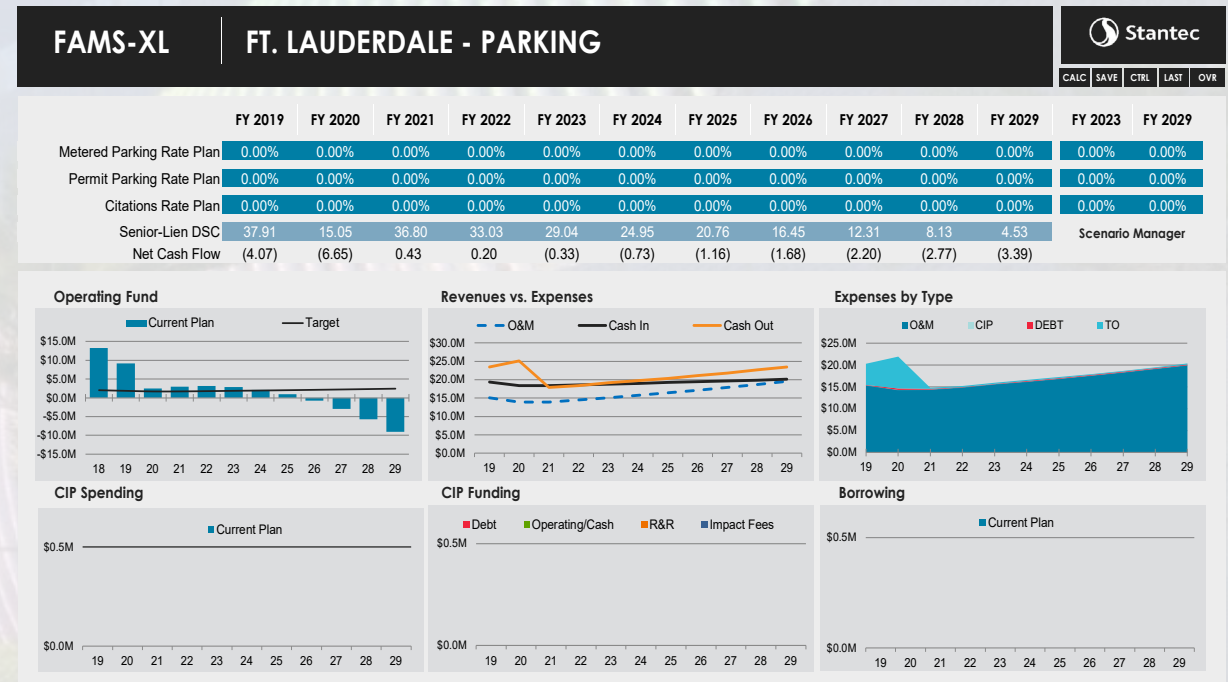 FAMS-XL FT. LAUDERDALE - PARKING
Stantec
CALC SAVE CTRL LAST OVR
FY 2019 FY 2020 FY 2021 FY 2022 FY 2023 FY 2024 FY 2025 FY 2026 FY 2027 FY 2028 FY 2029 FY 2023 FY 2029
Metered Parking Rate Plan 0.00% 0.00% 0.00% 0.00% 0.00% 0.00% 0.00% 0.00% 0.00% 0.00% 0.00% 0.00% 0.00%
Permit Parking Rate Plan 0.00% 0.00% 0.00% 0.00% 0.00% 0.00% 0.00% 0.00% 0.00% 0.00% 0.00% 0.00% 0.00%
Citations Rate Plan 0.00% 0.00% 0.00% 0.00% 0.00% 0.00% 0.00% 0.00% 0.00% 0.00% 0.00% 0.00% 0.00%
Senior-Lien DSC 37.91 15.05 36.80 33.03 29.04 24.95 20.76 16.45 12.31 8.13 4.53 Scenario Manager
Net Cash Flow (4.07) (6.65) 0.43 0.20 (0.33) (0.73) (1.16) (1.68) (2.20) (2.77) (3.39)
Operating Fund
Current Plan Target
$15.0M
$10.0M
$5.0M
$0.0M
-$5.0M
-$10.0M
-$15.0M
18 19 20 21 22 23 24 25 26 27 28 29
Revenues vs. Expenses
O&M Cash In Cash Out
$30.0M
$25.0M
$20.0M
$15.0M
$10.0M
$5.0M
$0.0M
19 20 21 22 23 24 25 26 27 28 29
Expenses by Type
O&M CIP DEBT TO
$25.0M
$20.0M
$15.0M
$10.0M
$5.0M
$0.0M
19 20 21 22 23 24 25 26 27 28 29
CIP Spending
Current Plan
$0.5M
$0.0M
19 20 21 22 23 24 25 26 27 28 29
CIP Funding
Debt Operating/Cash R&R Impact Fees
$0.5M
$0.0M
19 20 21 22 23 24 25 26 27 28 29
Borrowing
Current Plan
$0.5M
$0.0M
19 20 21 22 23 24 25 26 27 28 29